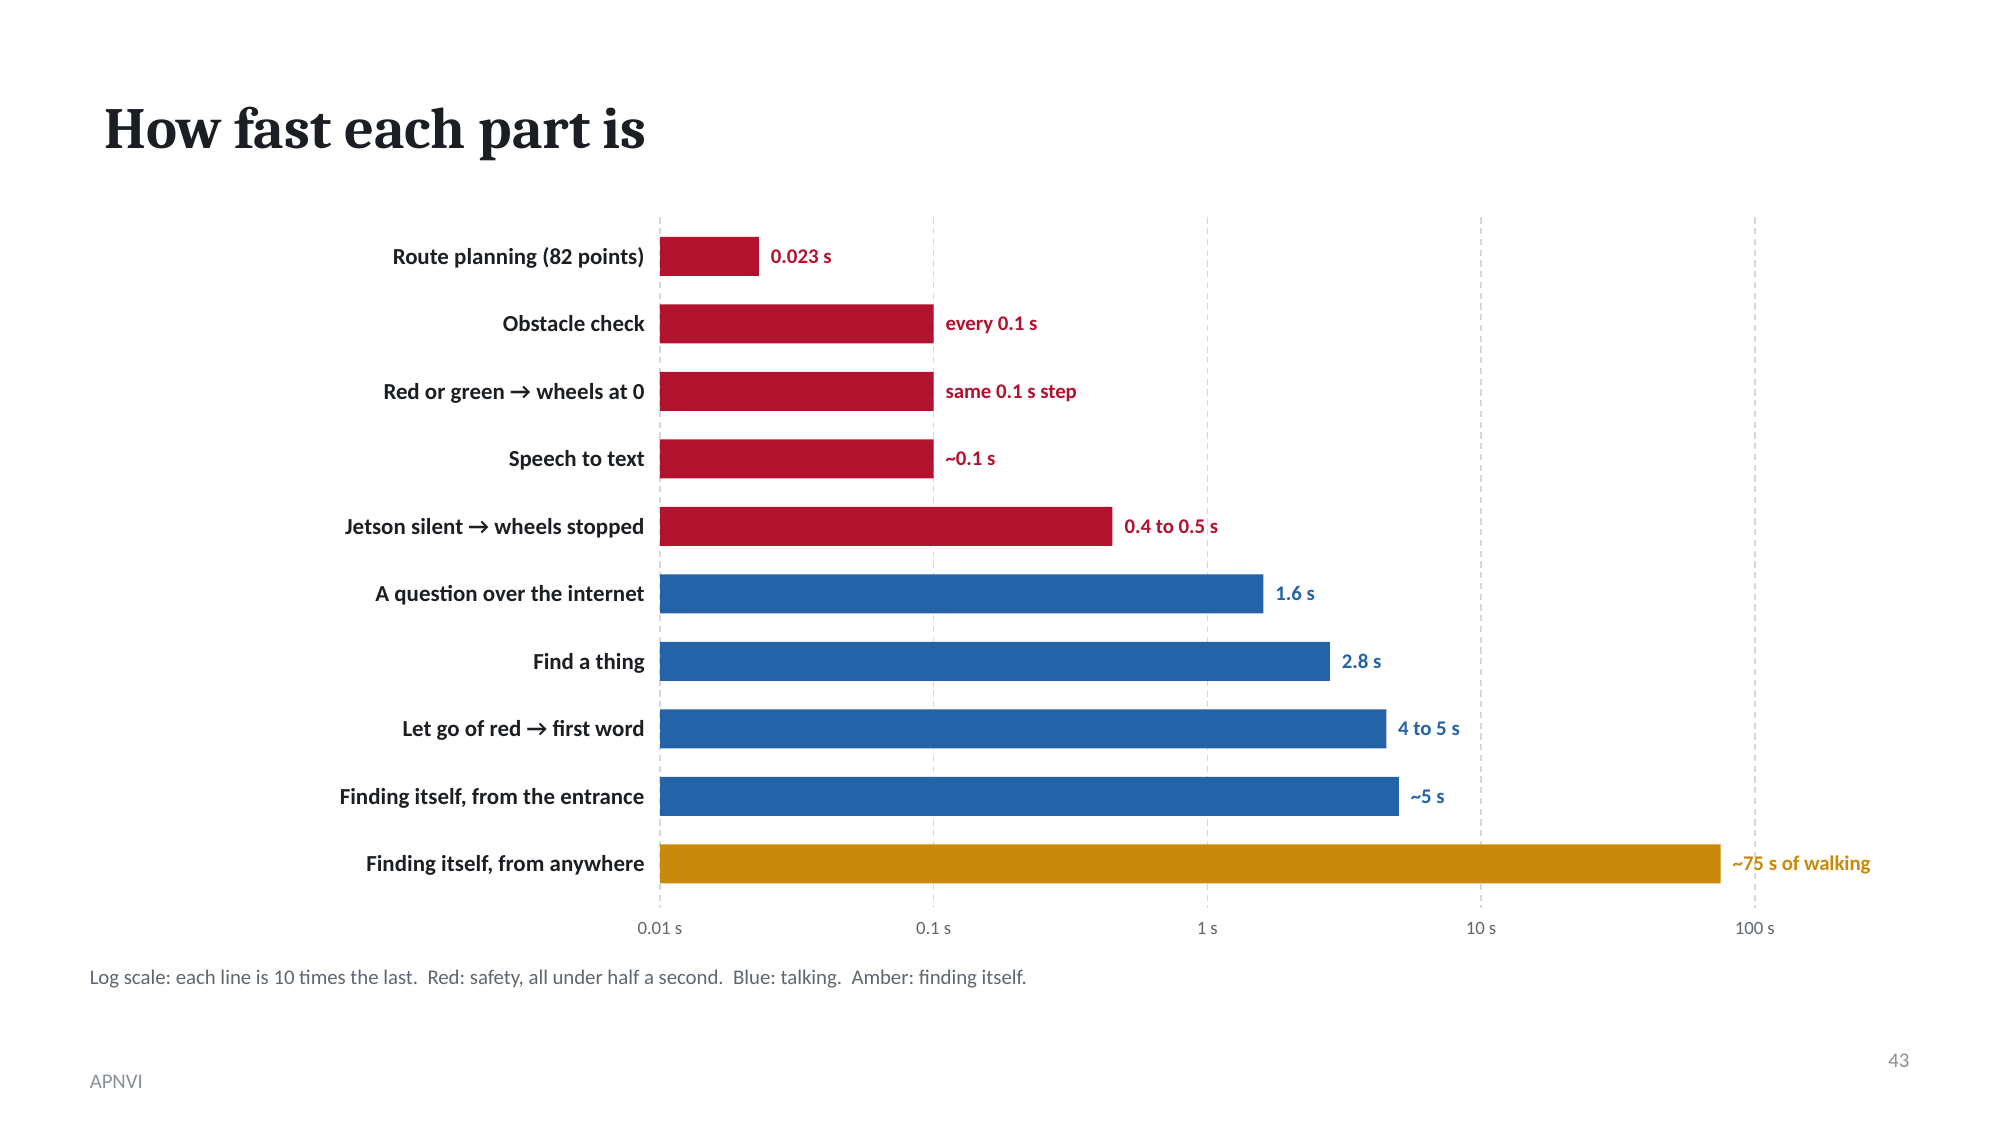 How fast each part is
Route planning (82 points) 0.023 s
Obstacle check every 0.1 s
Red or green → wheels at 0 same 0.1 s step
Speech to text ~0.1 s
Jetson silent → wheels stopped 0.4 to 0.5 s
A question over the internet 1.6 s
Find a thing 2.8 s
Let go of red → first word 4 to 5 s
Finding itself, from the entrance ~5 s
Finding itself, from anywhere ~75 s of walking
0.01 s 0.1 s 1 s 10 s 100 s
Log scale: each line is 10 times the last. Red: safety, all under half a second. Blue: talking. Amber: finding itself.
43
APNVI